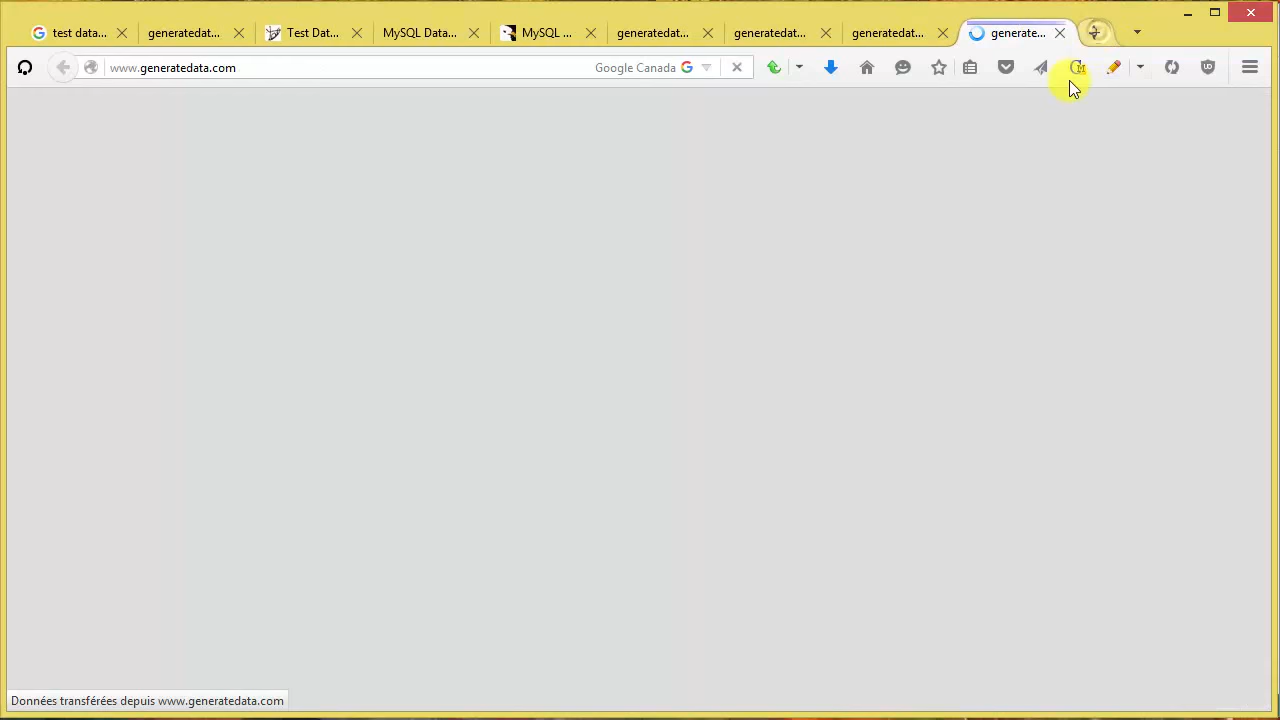 test data...
generatedat...
Test Dat...
MySQL Data...
MySQL ...
generatedat...
generatedat...
generatedat...
generate...
www.generatedata.com
Google Canada
Données transférées depuis www.generatedata.com